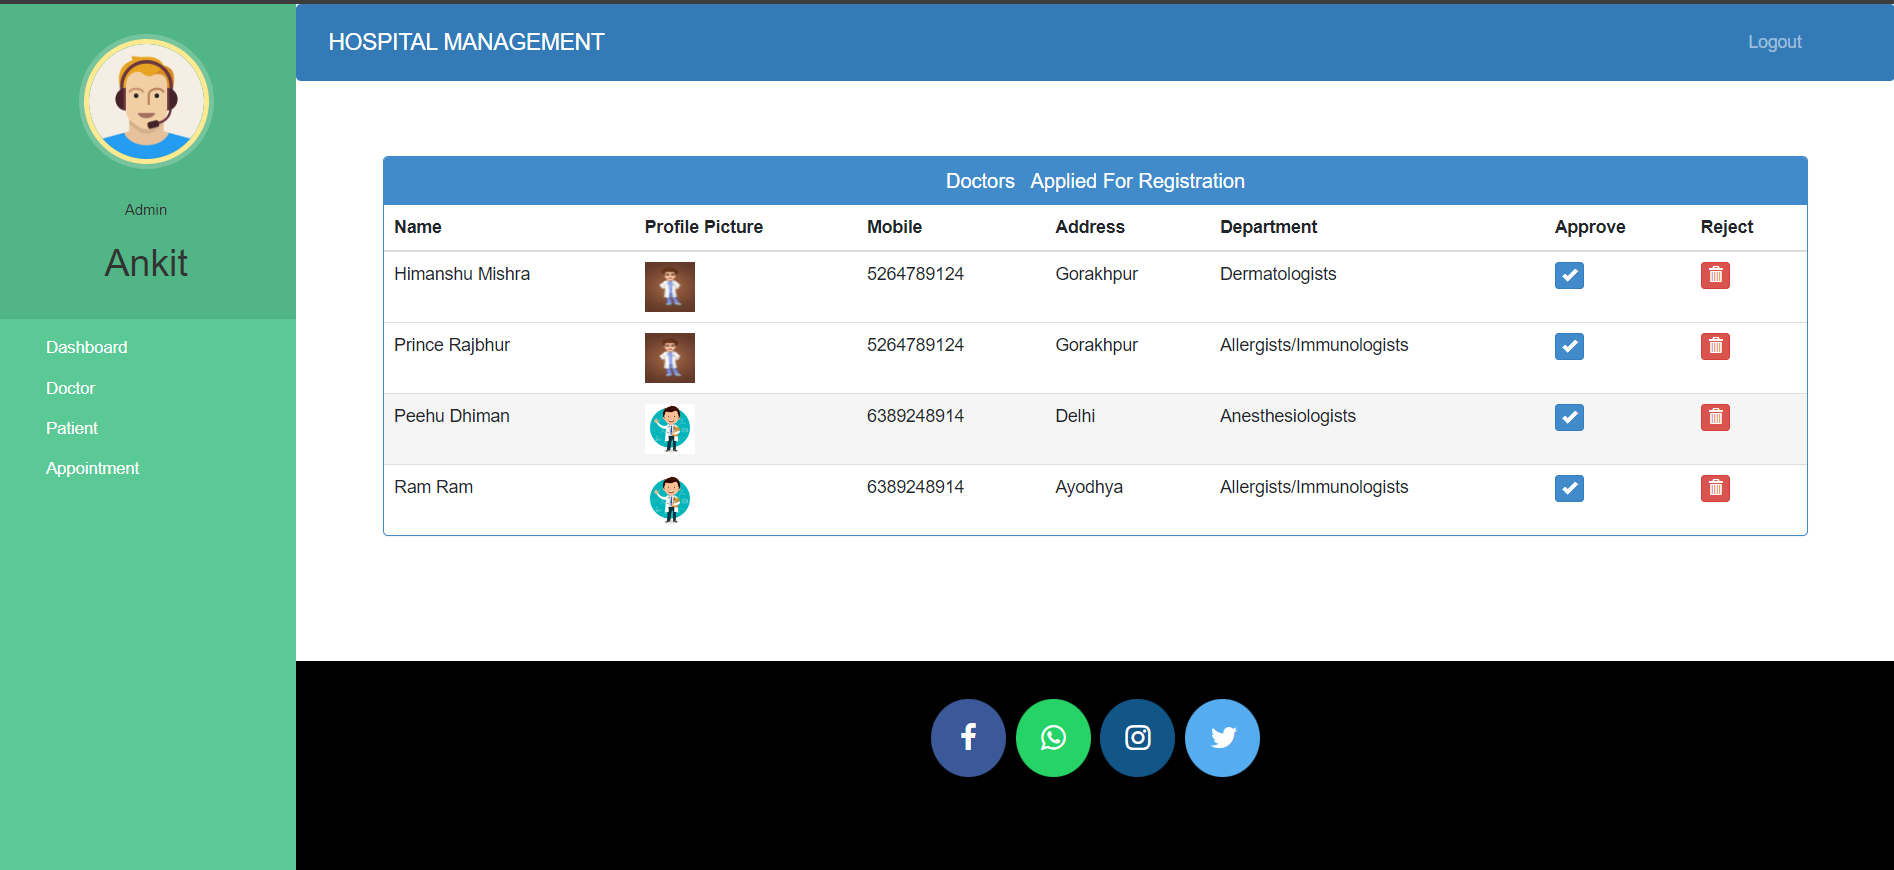 HOSPITAL MANAGEMENT
Logout
Admin
Ankit
Dashboard
Doctor
Patient
Appointment
Doctors Applied For Registration
Name Profile Picture Mobile Address Department Approve Reject
Himanshu Mishra 5264789124 Gorakhpur Dermatologists
Prince Rajbhur 5264789124 Gorakhpur Allergists/Immunologists
Peehu Dhiman 6389248914 Delhi Anesthesiologists
Ram Ram 6389248914 Ayodhya Allergists/Immunologists